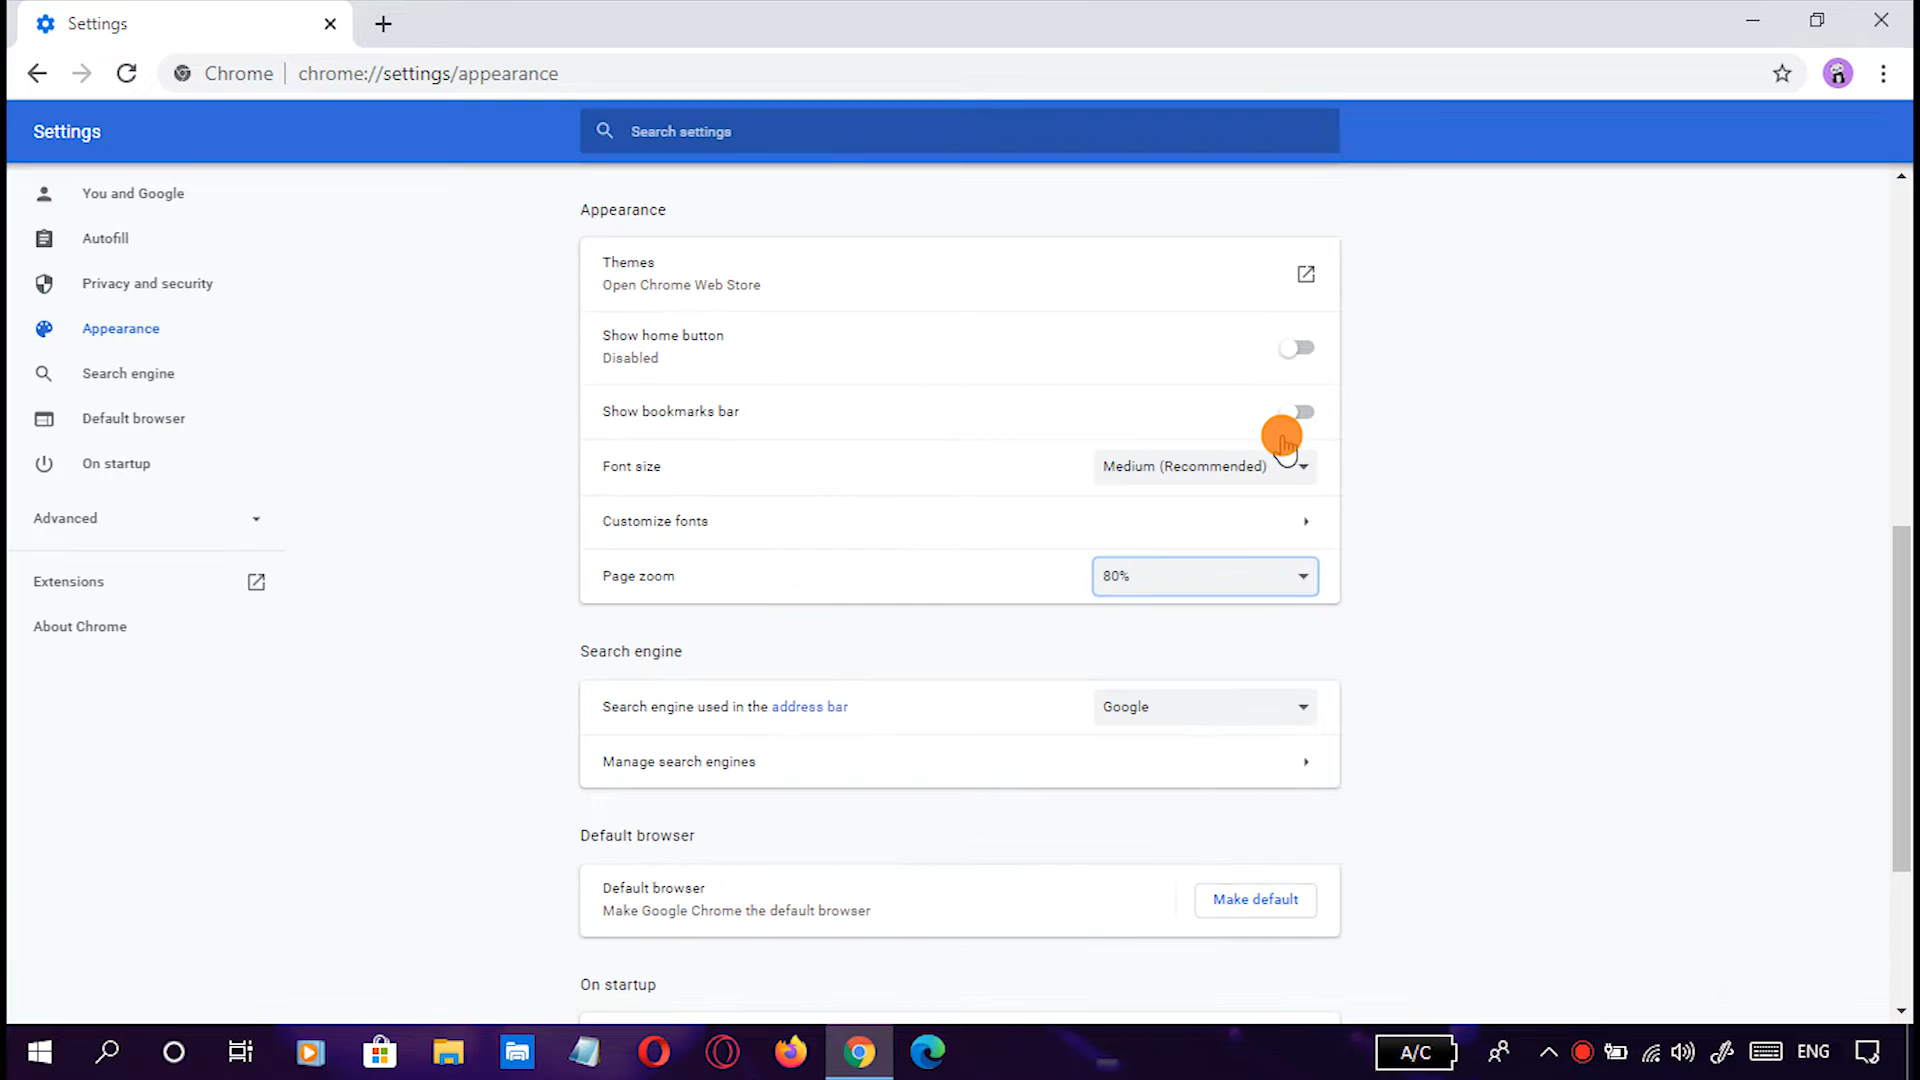 Settings
Chrome
chrome://settings/appearance
Settings
Search settings
You and Google
Autofill
Privacy and security
Appearance
Search engine
Default browser
On startup
Advanced
Extensions
About Chrome
Appearance
Themes
Open Chrome Web Store
Show home button
Disabled
Show bookmarks bar
Font size
Medium (Recommended)
Customize fonts
Page zoom
80%
Search engine
Search engine used in the address bar
Google
Manage search engines
Default browser
Default browser
Make Google Chrome the default browser
Make default
On startup
A/C
ENG